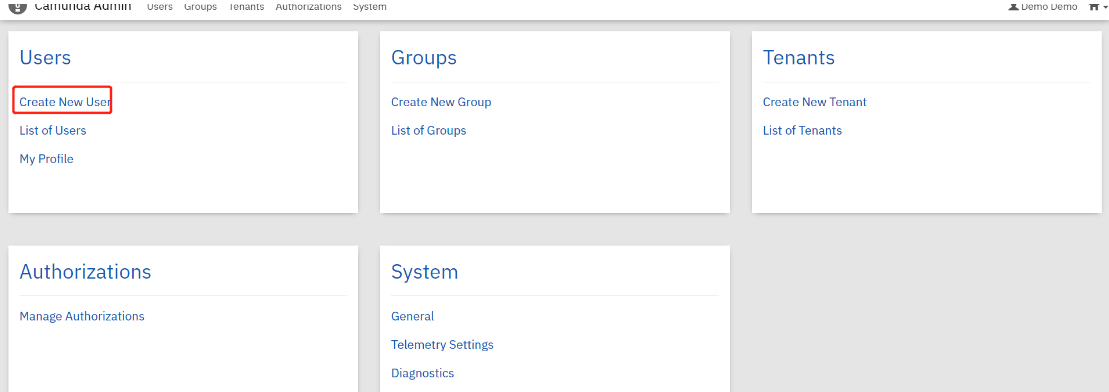 Camunda Admin Users Groups Tenants Authorizations System Demo Demo
Users
Create New User
List of Users
My Profile
Groups
Create New Group
List of Groups
Tenants
Create New Tenant
List of Tenants
Authorizations
Manage Authorizations
System
General
Telemetry Settings
Diagnostics